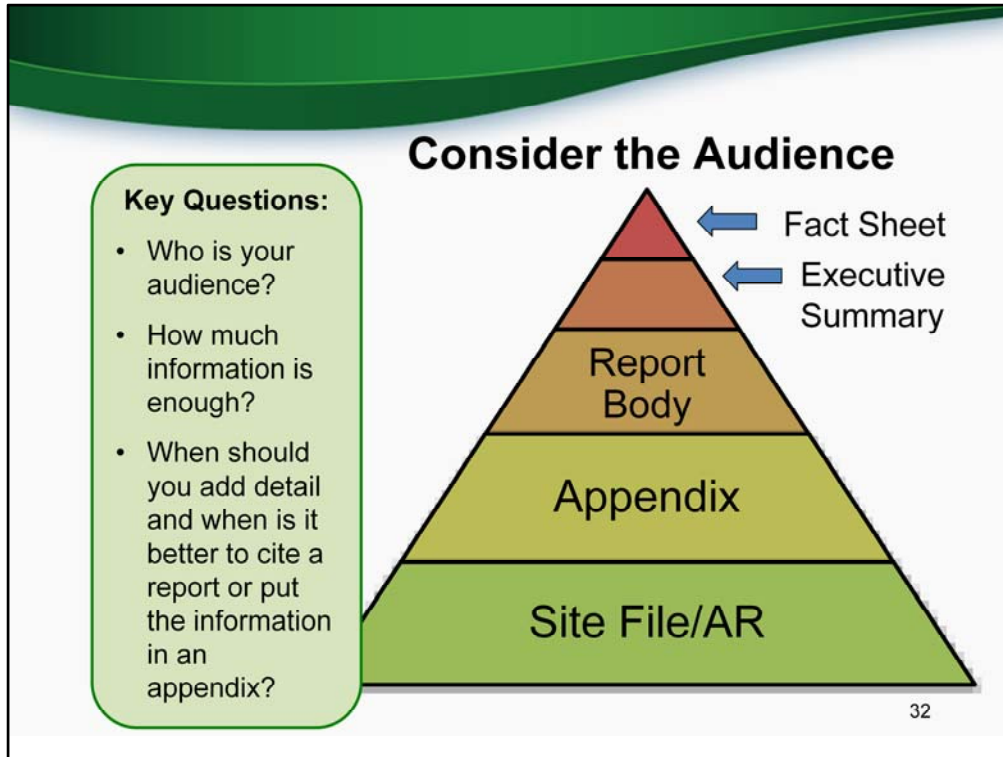 Consider the Audience
Key Questions:
• Who is your
audience?
• How much
information is
enough?
• When should
you add detail
and when is it
better to cite a
report or put
the information
in an
appendix?
Fact Sheet
Executive
Summary
Report
Body
Appendix
Site File/AR
32